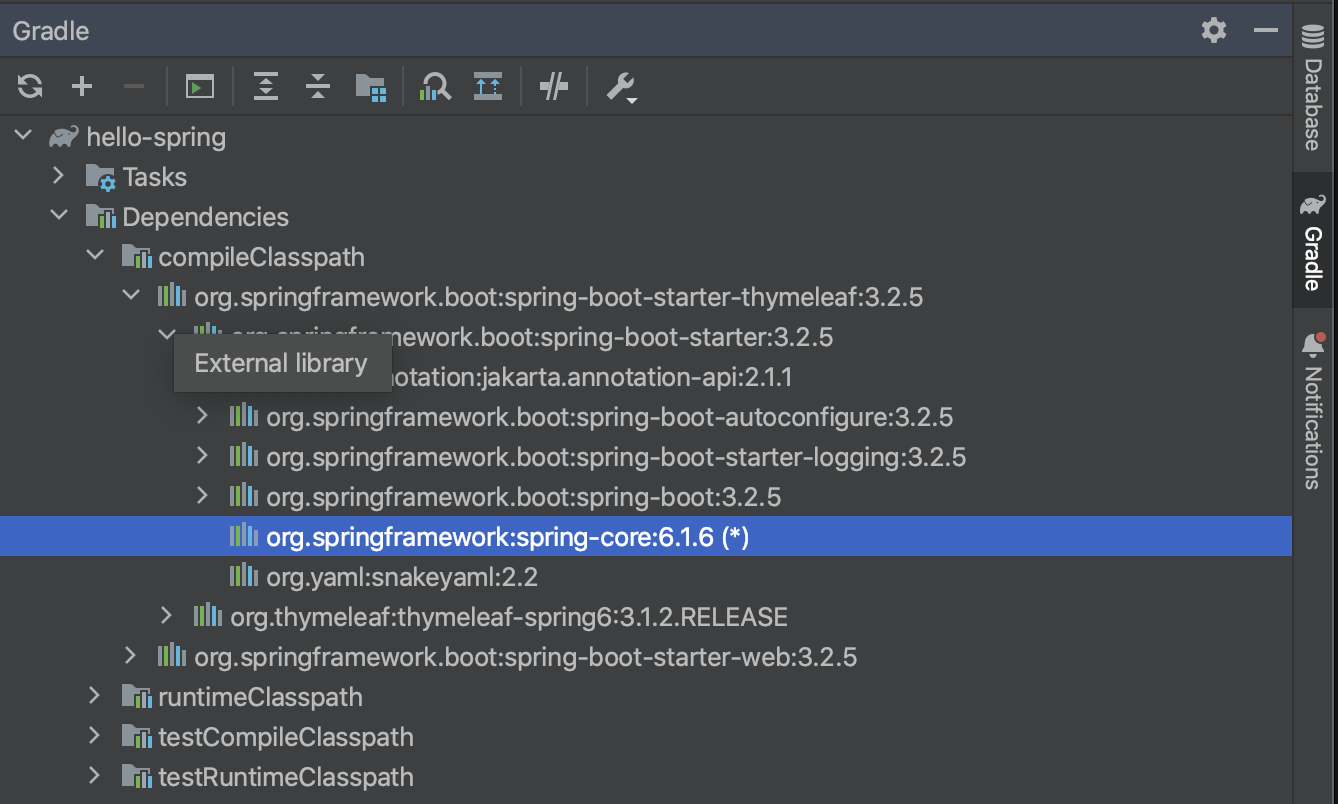 Gradle
hello-spring
Tasks
Dependencies
compileClasspath
org.springframework.boot:spring-boot-starter-thymeleaf:3.2.5
org.springframework.boot:spring-boot-starter:3.2.5
External library
notation:jakarta.annotation-api:2.1.1
org.springframework.boot:spring-boot-autoconfigure:3.2.5
org.springframework.boot:spring-boot-starter-logging:3.2.5
org.springframework.boot:spring-boot:3.2.5
org.springframework:spring-core:6.1.6 (*)
org.yaml:snakeyaml:2.2
org.thymeleaf:thymeleaf-spring6:3.1.2.RELEASE
org.springframework.boot:spring-boot-starter-web:3.2.5
runtimeClasspath
testCompileClasspath
testRuntimeClasspath
Database
Gradle
Notifications